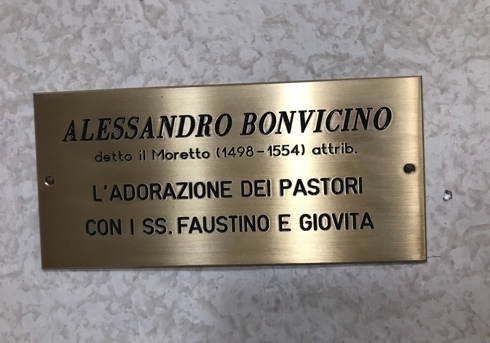 ALESSANDRO BONVICINO
detto il Moretto (1498-1554) attrib.
L'ADORAZIONE DEI PASTORI
CON I SS. FAUSTINO E GIOVITA